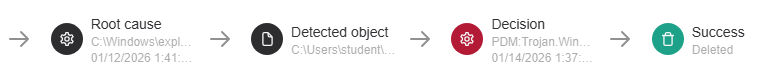 Root cause
C:\Windows\expl...
01/12/2026 1:41:...
Detected object
C:\Users\student\...
Decision
PDM:Trojan.Win...
01/14/2026 1:37:...
Success
Deleted